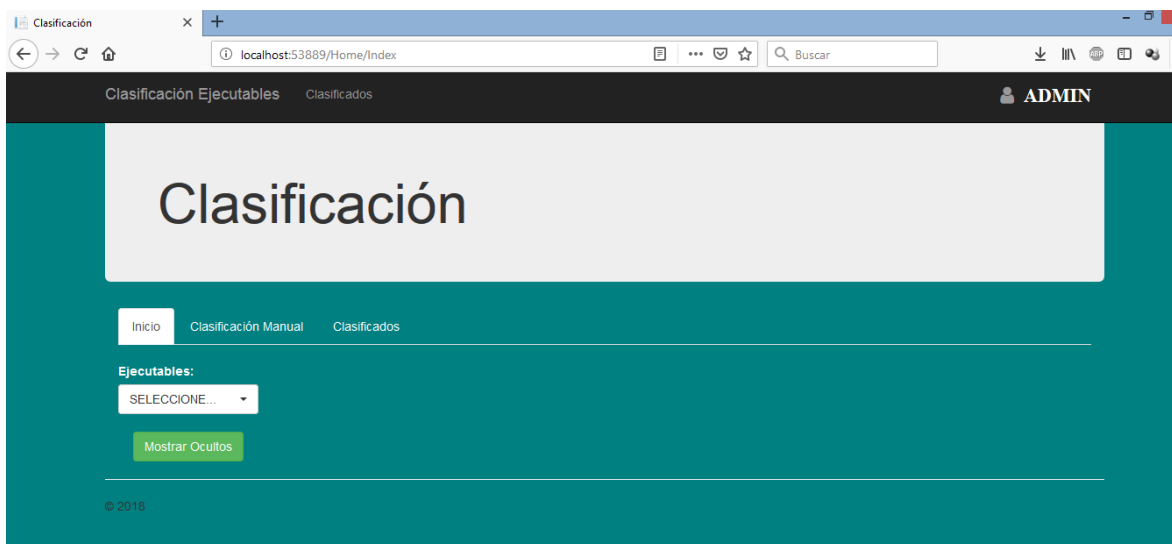 Clasificación
localhost:53889/Home/Index
Buscar
ABP
Clasificación Ejecutables Clasificados ADMIN
Clasificación
Inicio Clasificación Manual Clasificados
Ejecutables:
SELECCIONE...
Mostrar Ocultos
© 2018